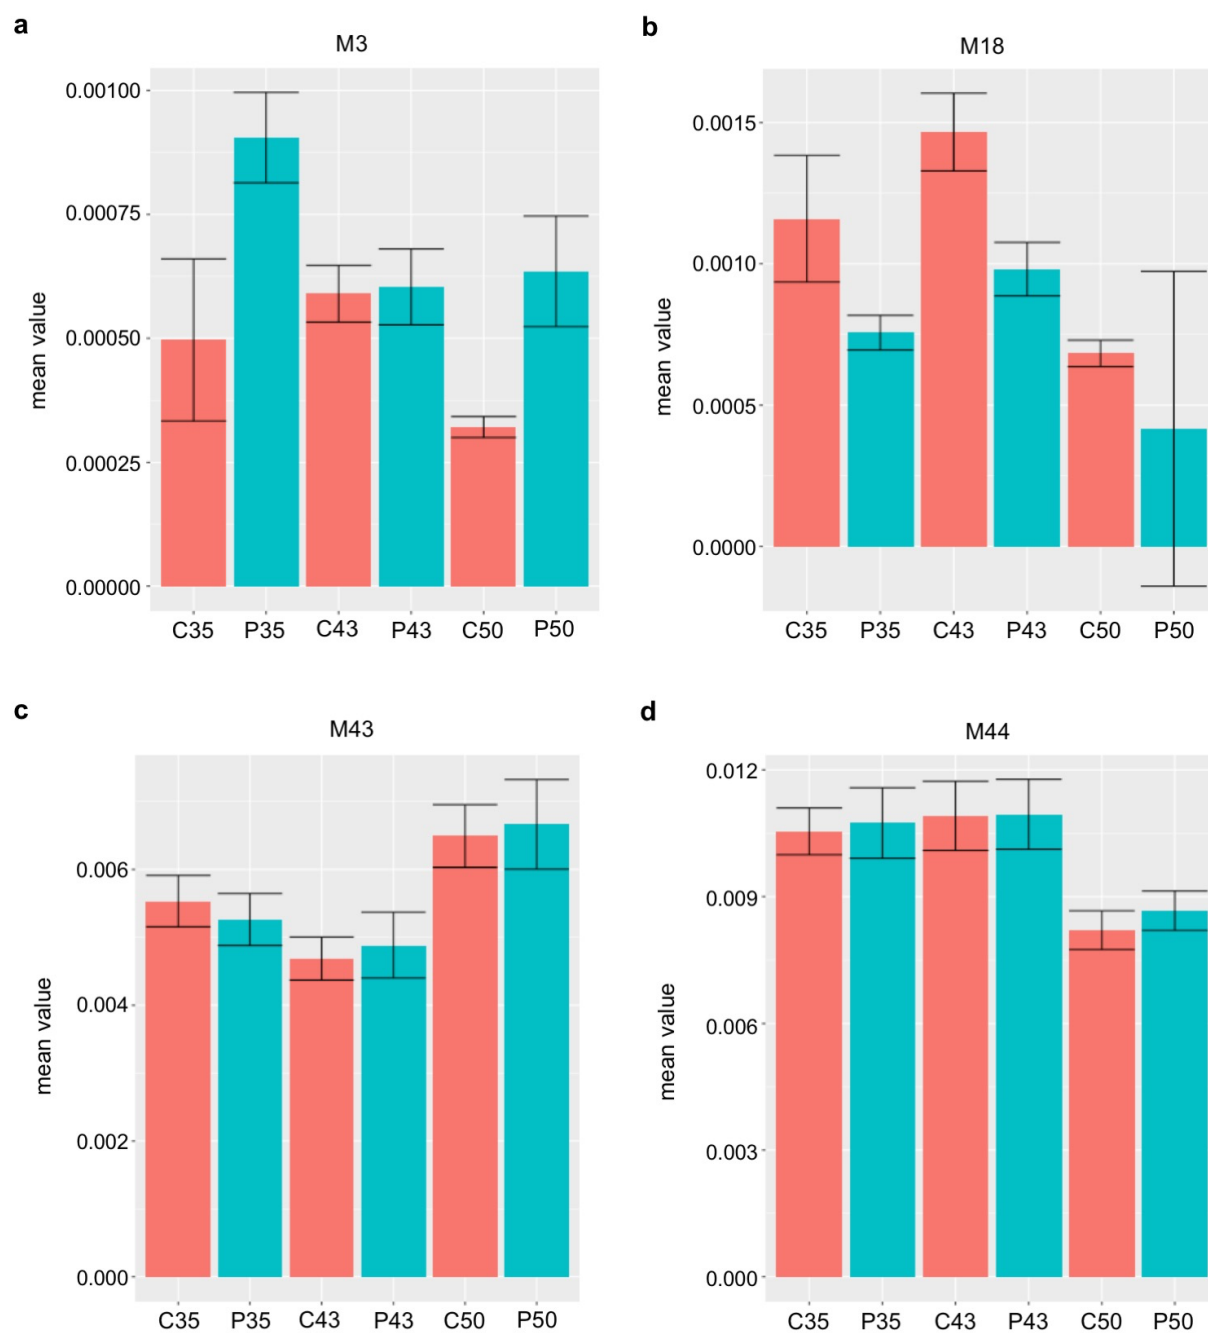 a
M3
0.00100
0.00075
0.00050
0.00025
0.00000
mean value
C35 P35 C43 P43 C50 P50
b
M18
0.0015
0.0010
0.0005
0.0000
mean value
C35 P35 C43 P43 C50 P50
c
M43
0.006
0.004
0.002
0.000
mean value
C35 P35 C43 P43 C50 P50
d
M44
0.012
0.009
0.006
0.003
0.000
mean value
C35 P35 C43 P43 C50 P50